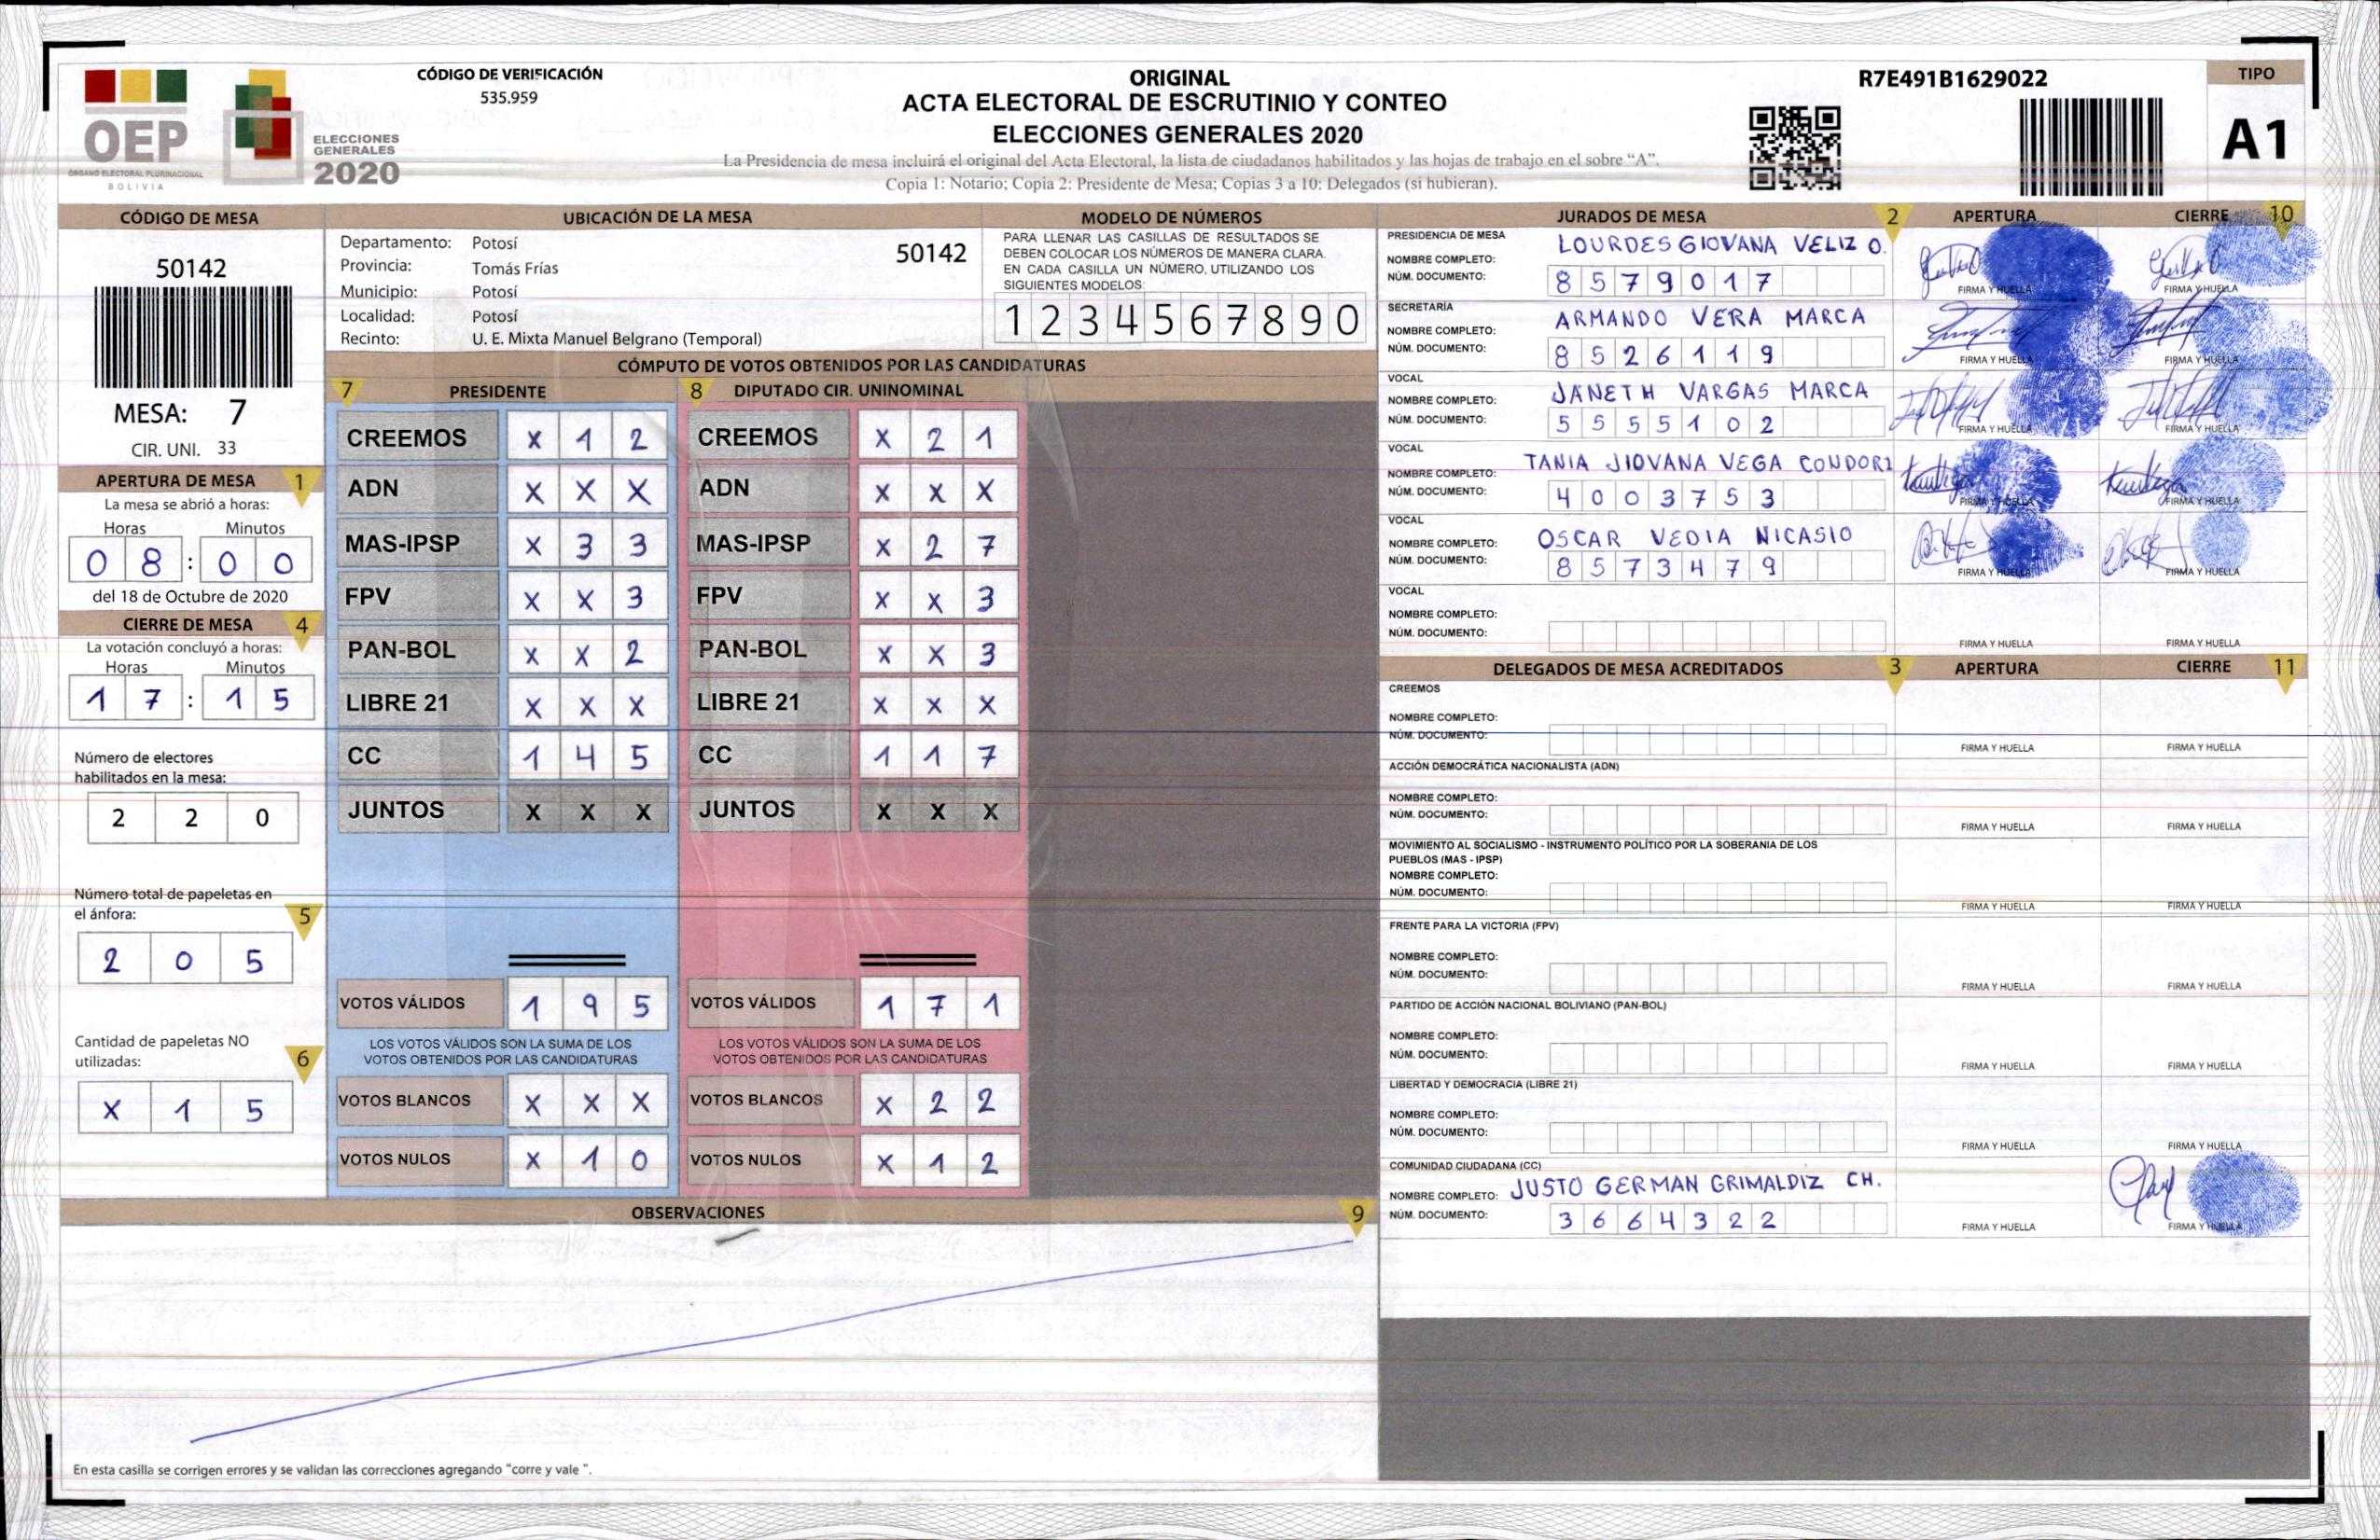 OEP
ÓRGANO ELECTORAL PLURINACIONAL
BOLIVIA
ELECCIONES
GENERALES
2020
CÓDIGO DE VERIFICACIÓN
535.959
ORIGINAL
ACTA ELECTORAL DE ESCRUTINIO Y CONTEO
ELECCIONES GENERALES 2020
La Presidencia de mesa incluirá el original del Acta Electoral, la lista de ciudadanos habilitados y las hojas de trabajo en el sobre “A”.
Copia 1: Notario; Copia 2: Presidente de Mesa; Copias 3 a 10: Delegados (si hubieran).
R7E491B1629022
TIPO
A1
CÓDIGO DE MESA
50142
MESA: 7
CIR. UNI. 33
APERTURA DE MESA 1
La mesa se abrió a horas:
Horas Minutos
0 8 : 0 0
del 18 de Octubre de 2020
CIERRE DE MESA 4
La votación concluyó a horas:
Horas Minutos
1 7 : 1 5
Número de electores
habilitados en la mesa:
2 2 0
Número total de papeletas en
el ánfora: 5
2 0 5
Cantidad de papeletas NO
utilizadas: 6
X 1 5
UBICACIÓN DE LA MESA
Departamento: Potosí 50142
Provincia: Tomás Frías
Municipio: Potosí
Localidad: Potosí
Recinto: U. E. Mixta Manuel Belgrano (Temporal)
MODELO DE NÚMEROS
PARA LLENAR LAS CASILLAS DE RESULTADOS SE
DEBEN COLOCAR LOS NÚMEROS DE MANERA CLARA.
EN CADA CASILLA UN NÚMERO, UTILIZANDO LOS
SIGUIENTES MODELOS:
1 2 3 4 5 6 7 8 9 0
CÓMPUTO DE VOTOS OBTENIDOS POR LAS CANDIDATURAS
7 PRESIDENTE 8 DIPUTADO CIR. UNINOMINAL
CREEMOS X 1 2 CREEMOS X 2 1
ADN X X X ADN X X X
MAS-IPSP X 3 3 MAS-IPSP X 2 7
FPV X X 3 FPV X X 3
PAN-BOL X X 2 PAN-BOL X X 3
LIBRE 21 X X X LIBRE 21 X X X
CC 1 4 5 CC 1 1 7
JUNTOS X X X JUNTOS X X X
VOTOS VÁLIDOS 1 9 5 VOTOS VÁLIDOS 1 7 1
LOS VOTOS VÁLIDOS SON LA SUMA DE LOS LOS VOTOS VÁLIDOS SON LA SUMA DE LOS
VOTOS OBTENIDOS POR LAS CANDIDATURAS VOTOS OBTENIDOS POR LAS CANDIDATURAS
VOTOS BLANCOS X X X VOTOS BLANCOS X 2 2
VOTOS NULOS X 1 0 VOTOS NULOS X 1 2
OBSERVACIONES 9
En esta casilla se corrigen errores y se validan las correcciones agregando "corre y vale ".
JURADOS DE MESA 2 APERTURA CIERRE 10
PRESIDENCIA DE MESA
NOMBRE COMPLETO: LOURDES GIOVANA VELIZ O.
NÚM. DOCUMENTO: 8 5 7 9 0 1 7
FIRMA Y HUELLA FIRMA Y HUELLA
SECRETARÍA
NOMBRE COMPLETO: ARMANDO VERA MARCA
NÚM. DOCUMENTO: 8 5 2 6 1 1 9
FIRMA Y HUELLA FIRMA Y HUELLA
VOCAL
NOMBRE COMPLETO: JANETH VARGAS MARCA
NÚM. DOCUMENTO: 5 5 5 5 1 0 2
FIRMA Y HUELLA FIRMA Y HUELLA
VOCAL
NOMBRE COMPLETO: TANIA JIOVANA VEGA CONDORI
NÚM. DOCUMENTO: 4 0 0 3 7 5 3
FIRMA Y HUELLA FIRMA Y HUELLA
VOCAL
NOMBRE COMPLETO: OSCAR VEDIA NICASIO
NÚM. DOCUMENTO: 8 5 7 3 4 7 9
FIRMA Y HUELLA FIRMA Y HUELLA
VOCAL
NOMBRE COMPLETO:
NÚM. DOCUMENTO:
FIRMA Y HUELLA FIRMA Y HUELLA
DELEGADOS DE MESA ACREDITADOS 3 APERTURA CIERRE 11
CREEMOS
NOMBRE COMPLETO:
NÚM. DOCUMENTO:
FIRMA Y HUELLA FIRMA Y HUELLA
ACCIÓN DEMOCRÁTICA NACIONALISTA (ADN)
NOMBRE COMPLETO:
NÚM. DOCUMENTO:
FIRMA Y HUELLA FIRMA Y HUELLA
MOVIMIENTO AL SOCIALISMO - INSTRUMENTO POLÍTICO POR LA SOBERANIA DE LOS
PUEBLOS (MAS - IPSP)
NOMBRE COMPLETO:
NÚM. DOCUMENTO:
FIRMA Y HUELLA FIRMA Y HUELLA
FRENTE PARA LA VICTORIA (FPV)
NOMBRE COMPLETO:
NÚM. DOCUMENTO:
FIRMA Y HUELLA FIRMA Y HUELLA
PARTIDO DE ACCIÓN NACIONAL BOLIVIANO (PAN-BOL)
NOMBRE COMPLETO:
NÚM. DOCUMENTO:
FIRMA Y HUELLA FIRMA Y HUELLA
LIBERTAD Y DEMOCRACIA (LIBRE 21)
NOMBRE COMPLETO:
NÚM. DOCUMENTO:
FIRMA Y HUELLA FIRMA Y HUELLA
COMUNIDAD CIUDADANA (CC)
NOMBRE COMPLETO: JUSTO GERMAN GRIMALDIZ CH.
NÚM. DOCUMENTO: 3 6 6 4 3 2 2
FIRMA Y HUELLA FIRMA Y HUELLA